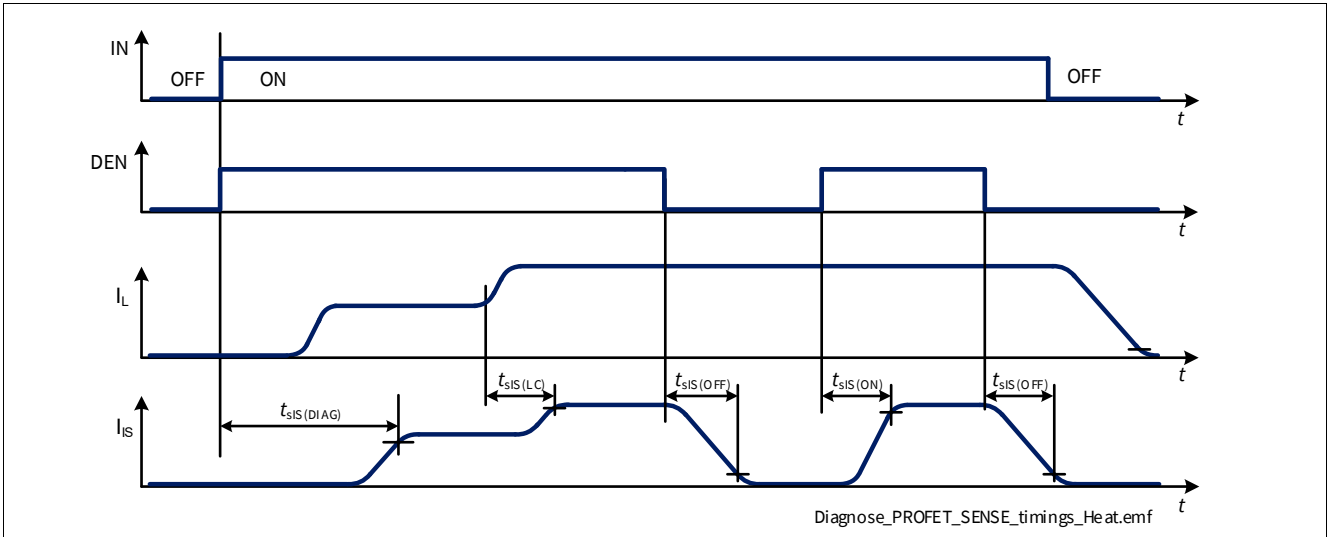 IN
OFF
ON
OFF
t
DEN
t
IL
t
tsIS(LC)
tsIS(OFF)
tsIS(ON)
tsIS(OFF)
tsIS(DIAG)
IIS
t
Diagnose_PROFET_SENSE_timings_Heat.emf